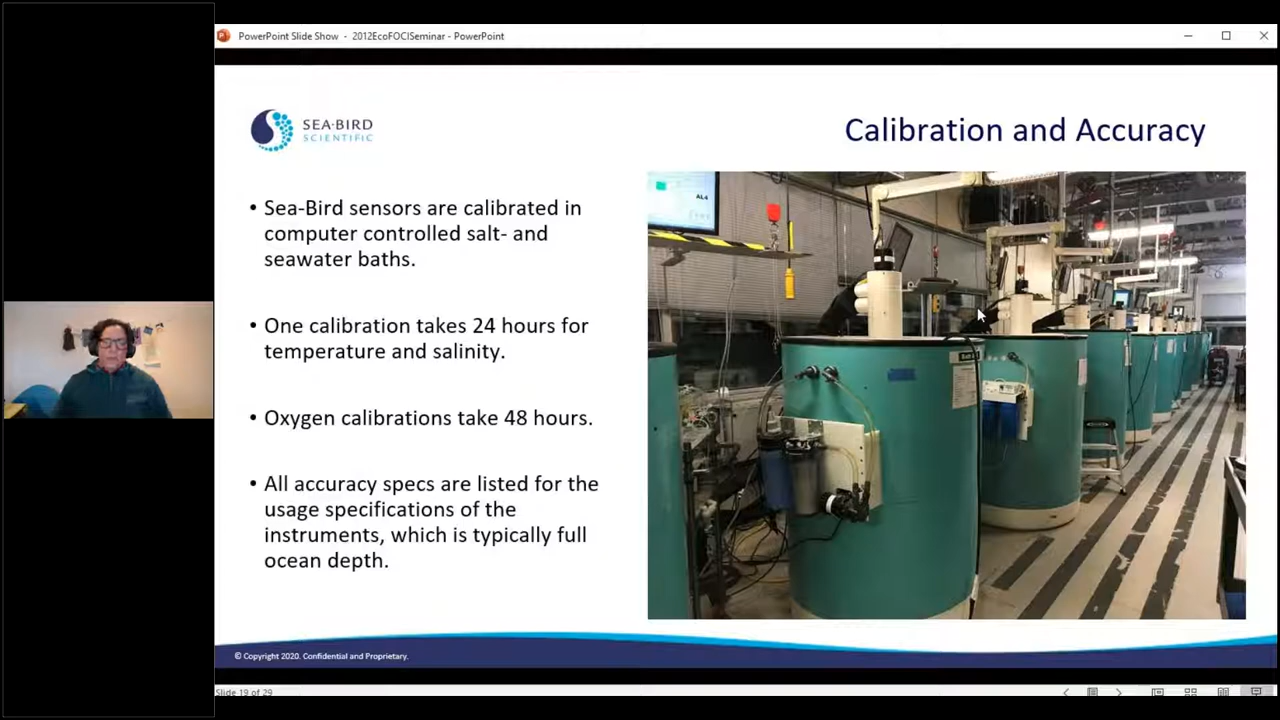 PowerPoint Slide Show - 2012EcoFOCISeminar - PowerPoint
SEA·BIRD
SCIENTIFIC
Calibration and Accuracy
• Sea-Bird sensors are calibrated in
computer controlled salt- and
seawater baths.
• One calibration takes 24 hours for
temperature and salinity.
• Oxygen calibrations take 48 hours.
• All accuracy specs are listed for the
usage specifications of the
instruments, which is typically full
ocean depth.
AL4
© Copyright 2020. Confidential and Proprietary.
Slide 19 of 29